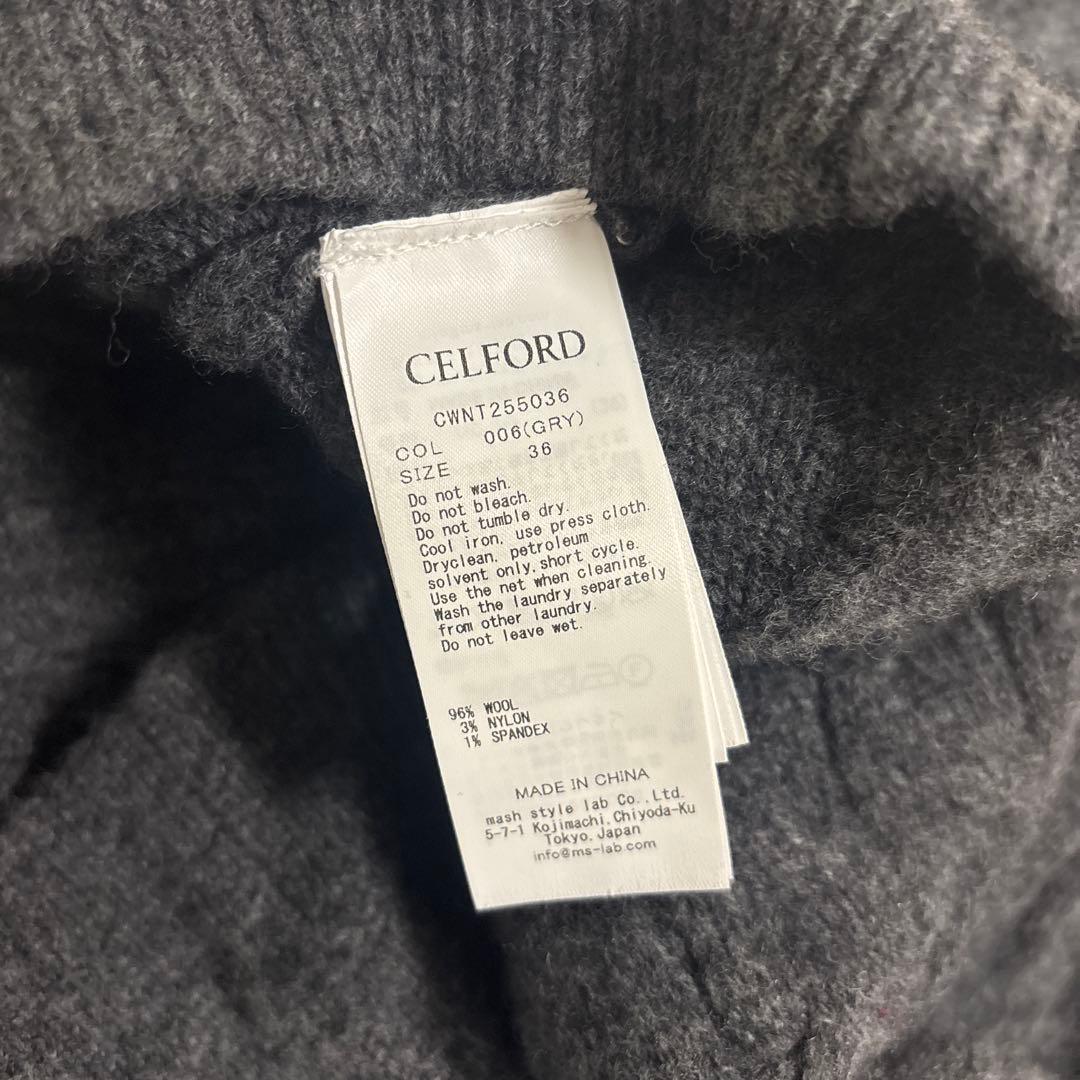 CELFORD
CWNT255036
COL 006(GRY)
SIZE 36
Do not wash.
Do not bleach.
Do not tumble dry.
Cool iron, use press cloth.
Dryclean, petroleum
solvent only, short cycle.
Use the net when cleaning.
Wash the laundry separately
from other laundry.
Do not leave wet.
96% WOOL
3% NYLON
1% SPANDEX
MADE IN CHINA
mash style lab Co.,Ltd.
5-7-1 Kojimachi,Chiyoda-Ku
Tokyo,Japan
info@ms-lab.com